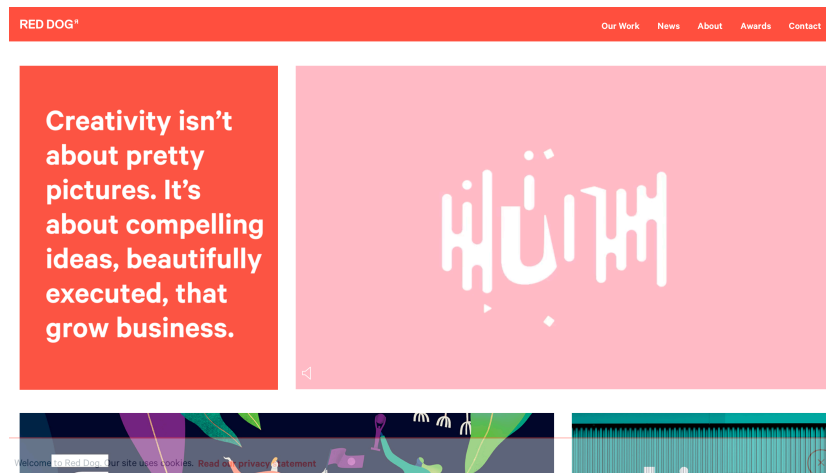 RED DOG
Our Work News About Awards Contact
Creativity isn't
about pretty
pictures. It's
about compelling
ideas, beautifully
executed, that
grow business.
Welcome to Red Dog. Our site uses cookies. Read our privacy statement